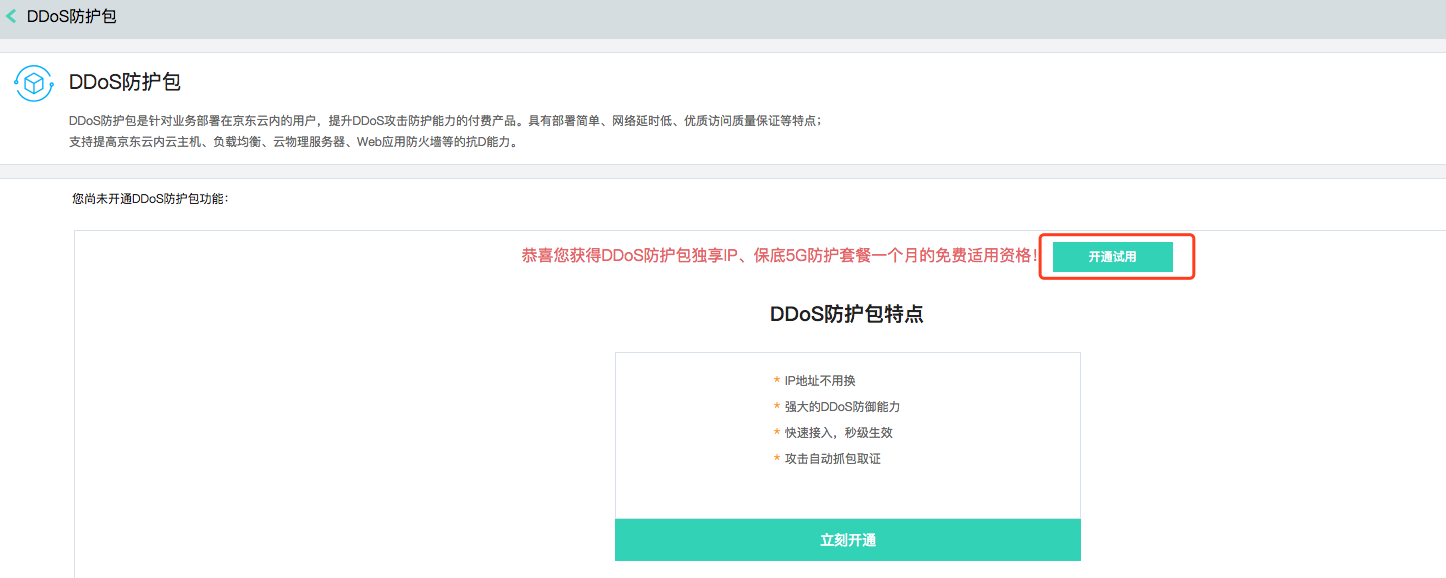 DDoS防护包
DDoS防护包
DDoS防护包是针对业务部署在京东云内的用户，提升DDoS攻击防护能力的付费产品。具有部署简单、网络延时低、优质访问质量保证等特点；
支持提高京东云内云主机、负载均衡、云物理服务器、Web应用防火墙等的抗D能力。
您尚未开通DDoS防护包功能：
恭喜您获得DDoS防护包独享IP、保底5G防护套餐一个月的免费适用资格！ 开通试用
DDoS防护包特点
* IP地址不用换
* 强大的DDoS防御能力
* 快速接入，秒级生效
* 攻击自动抓包取证
立刻开通